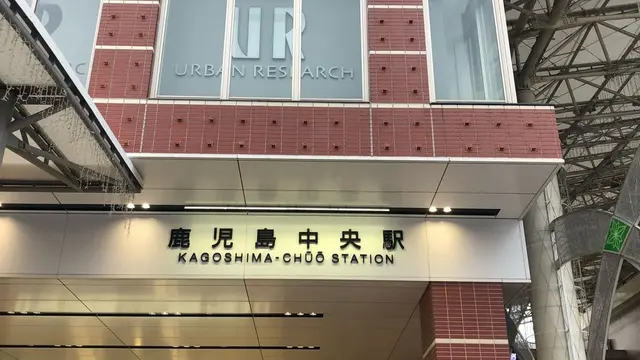 UR
URBAN RESEARCH
鹿児島中央駅
KAGOSHIMA-CHŪŌ STATION